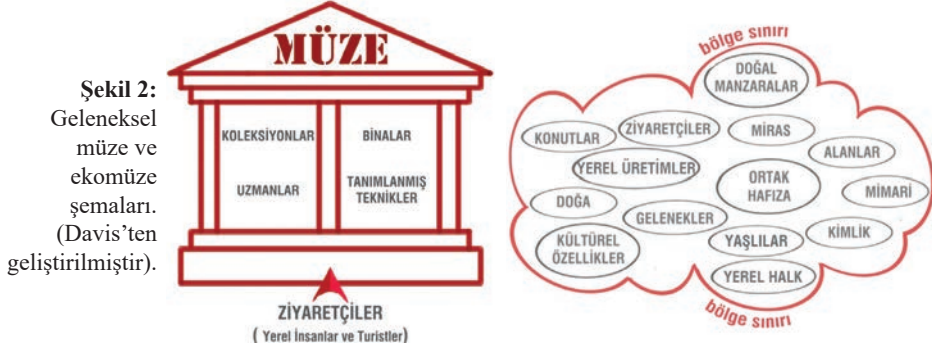 Şekil 2:
Geleneksel
müze ve
ekomüze
şemaları.
(Davis’ten
geliştirilmiştir).
MÜZE
KOLEKSİYONLAR
BİNALAR
UZMANLAR
TANIMLANMIŞ
TEKNİKLER
ZİYARETÇİLER
( Yerel İnsanlar ve Turistler)
bölge sınırı
DOĞAL
MANZARALAR
KONUTLAR
ZİYARETÇİLER
MİRAS
ALANLAR
YEREL ÜRETİMLER
ORTAK
HAFIZA
MİMARİ
DOĞA
GELENEKLER
KİMLİK
KÜLTÜREL
ÖZELLİKLER
YAŞLILAR
YEREL HALK
bölge sınırı